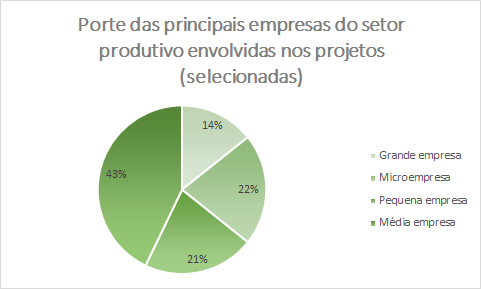 Porte das principais empresas do setor
produtivo envolvidas nos projetos
(selecionadas)
14%
22%
21%
43%
Grande empresa
Microempresa
Pequena empresa
Média empresa